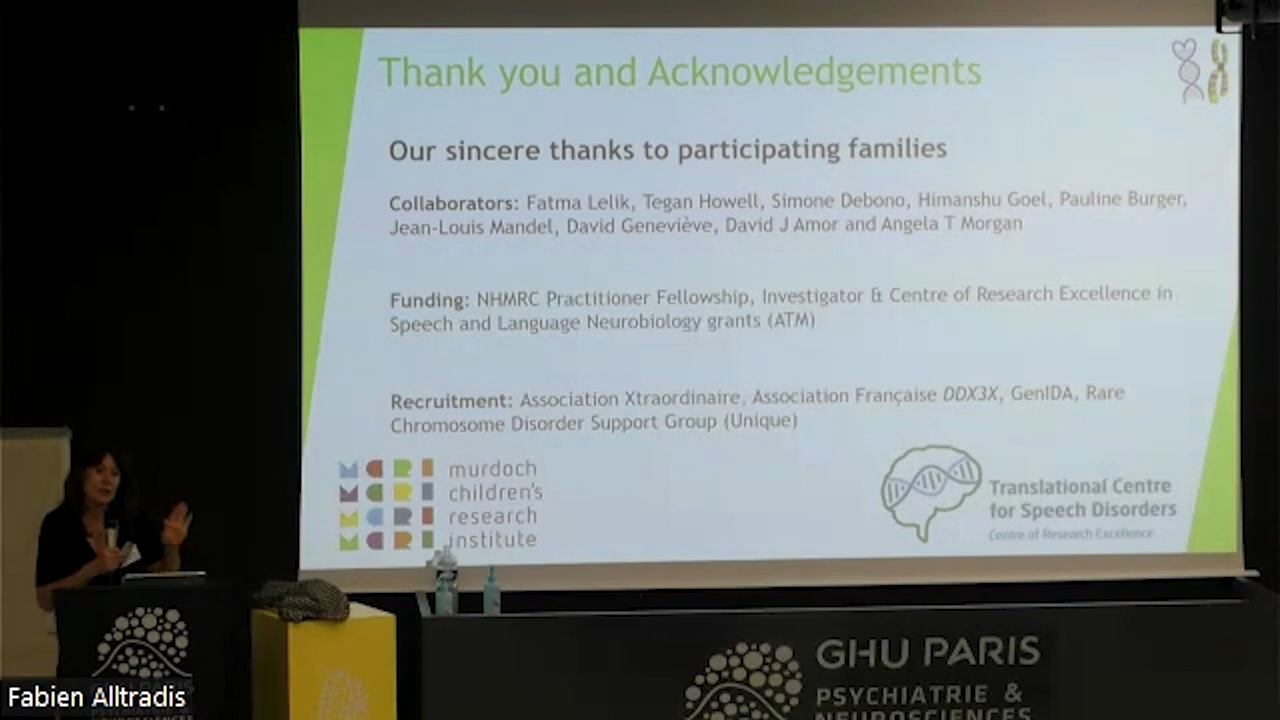 Thank you and Acknowledgements
Our sincere thanks to participating families
Collaborators: Fatma Lelik, Tegan Howell, Simone Debono, Himanshu Goel, Pauline Burger,
Jean-Louis Mandel, David Geneviève, David J Amor and Angela T Morgan
Funding: NHMRC Practitioner Fellowship, Investigator & Centre of Research Excellence in
Speech and Language Neurobiology grants (ATM)
Recruitment: Association Xtraordinaire, Association Française DDX3X, GenIDA, Rare
Chromosome Disorder Support Group (Unique)
MCRI
murdoch
children's
research
institute
Translational Centre
for Speech Disorders
Centre of Research Excellence
GHU PARIS
PSYCHIATRIE &
NEUROSCIENCES
Fabien Alltradis